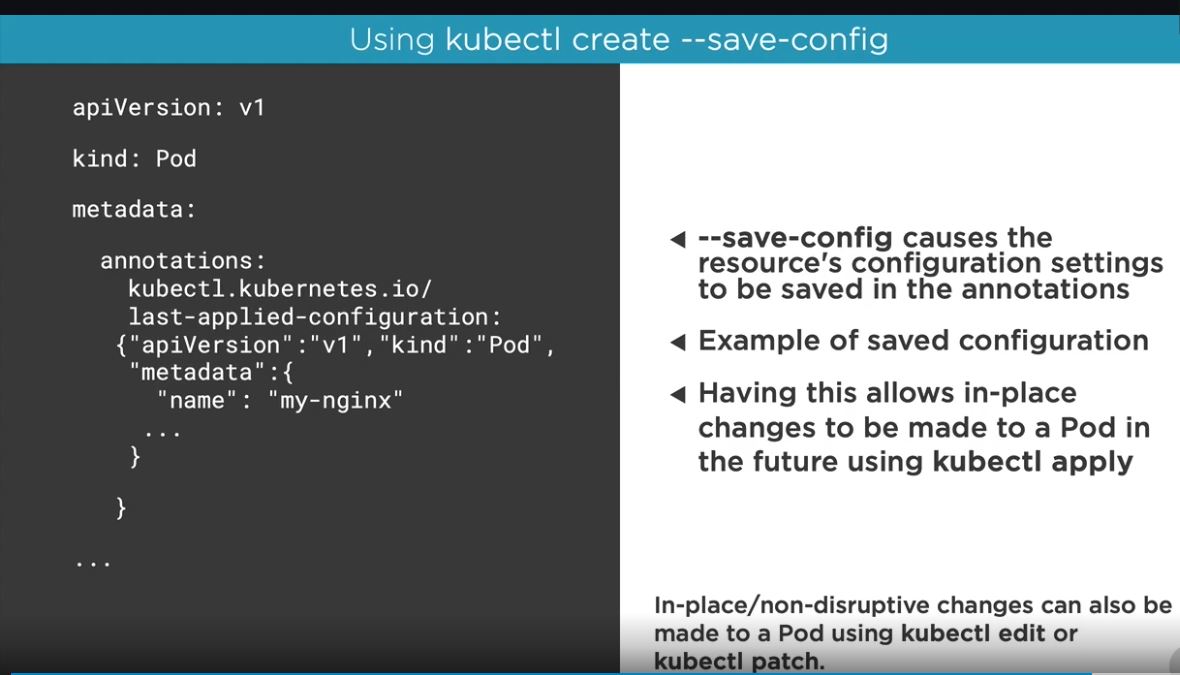 Using kubectl create --save-config
apiVersion: v1
kind: Pod
metadata:
annotations:
kubectl.kubernetes.io/
last-applied-configuration:
{"apiVersion":"v1","kind":"Pod",
"metadata":{
"name": "my-nginx"
...
}
}
...
--save-config causes the
resource's configuration settings
to be saved in the annotations
Example of saved configuration
Having this allows in-place
changes to be made to a Pod in
the future using kubectl apply
In-place/non-disruptive changes can also be
made to a Pod using kubectl edit or
kubectl patch.